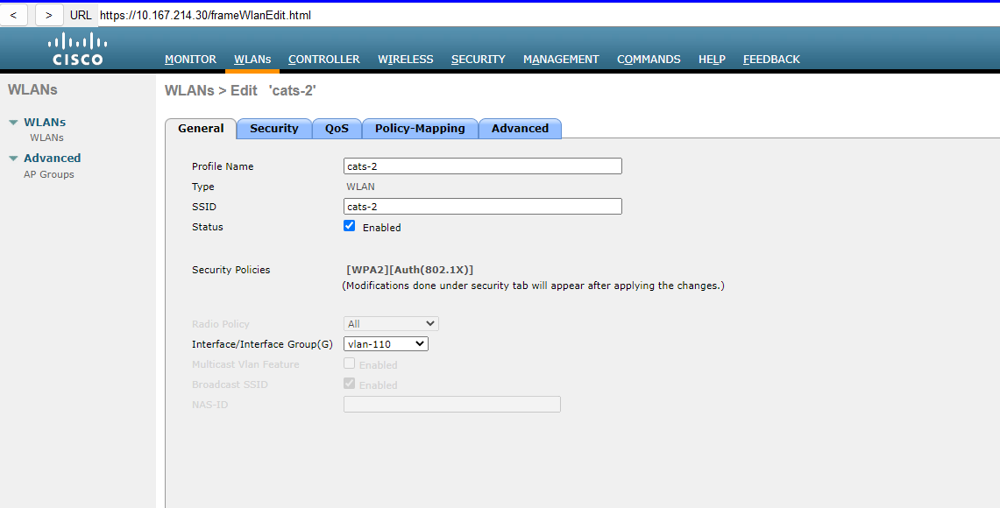 < > URL https://10.167.214.30/frameWlanEdit.html
CISCO
MONITOR WLANs CONTROLLER WIRELESS SECURITY MANAGEMENT COMMANDS HELP FEEDBACK
WLANs
WLANs
WLANs
Advanced
AP Groups
WLANs > Edit 'cats-2'
General Security QoS Policy-Mapping Advanced
Profile Name cats-2
Type WLAN
SSID cats-2
Status Enabled
Security Policies [WPA2][Auth(802.1X)]
(Modifications done under security tab will appear after applying the changes.)
Radio Policy All
Interface/Interface Group(G) vlan-110
Multicast Vlan Feature Enabled
Broadcast SSID Enabled
NAS-ID